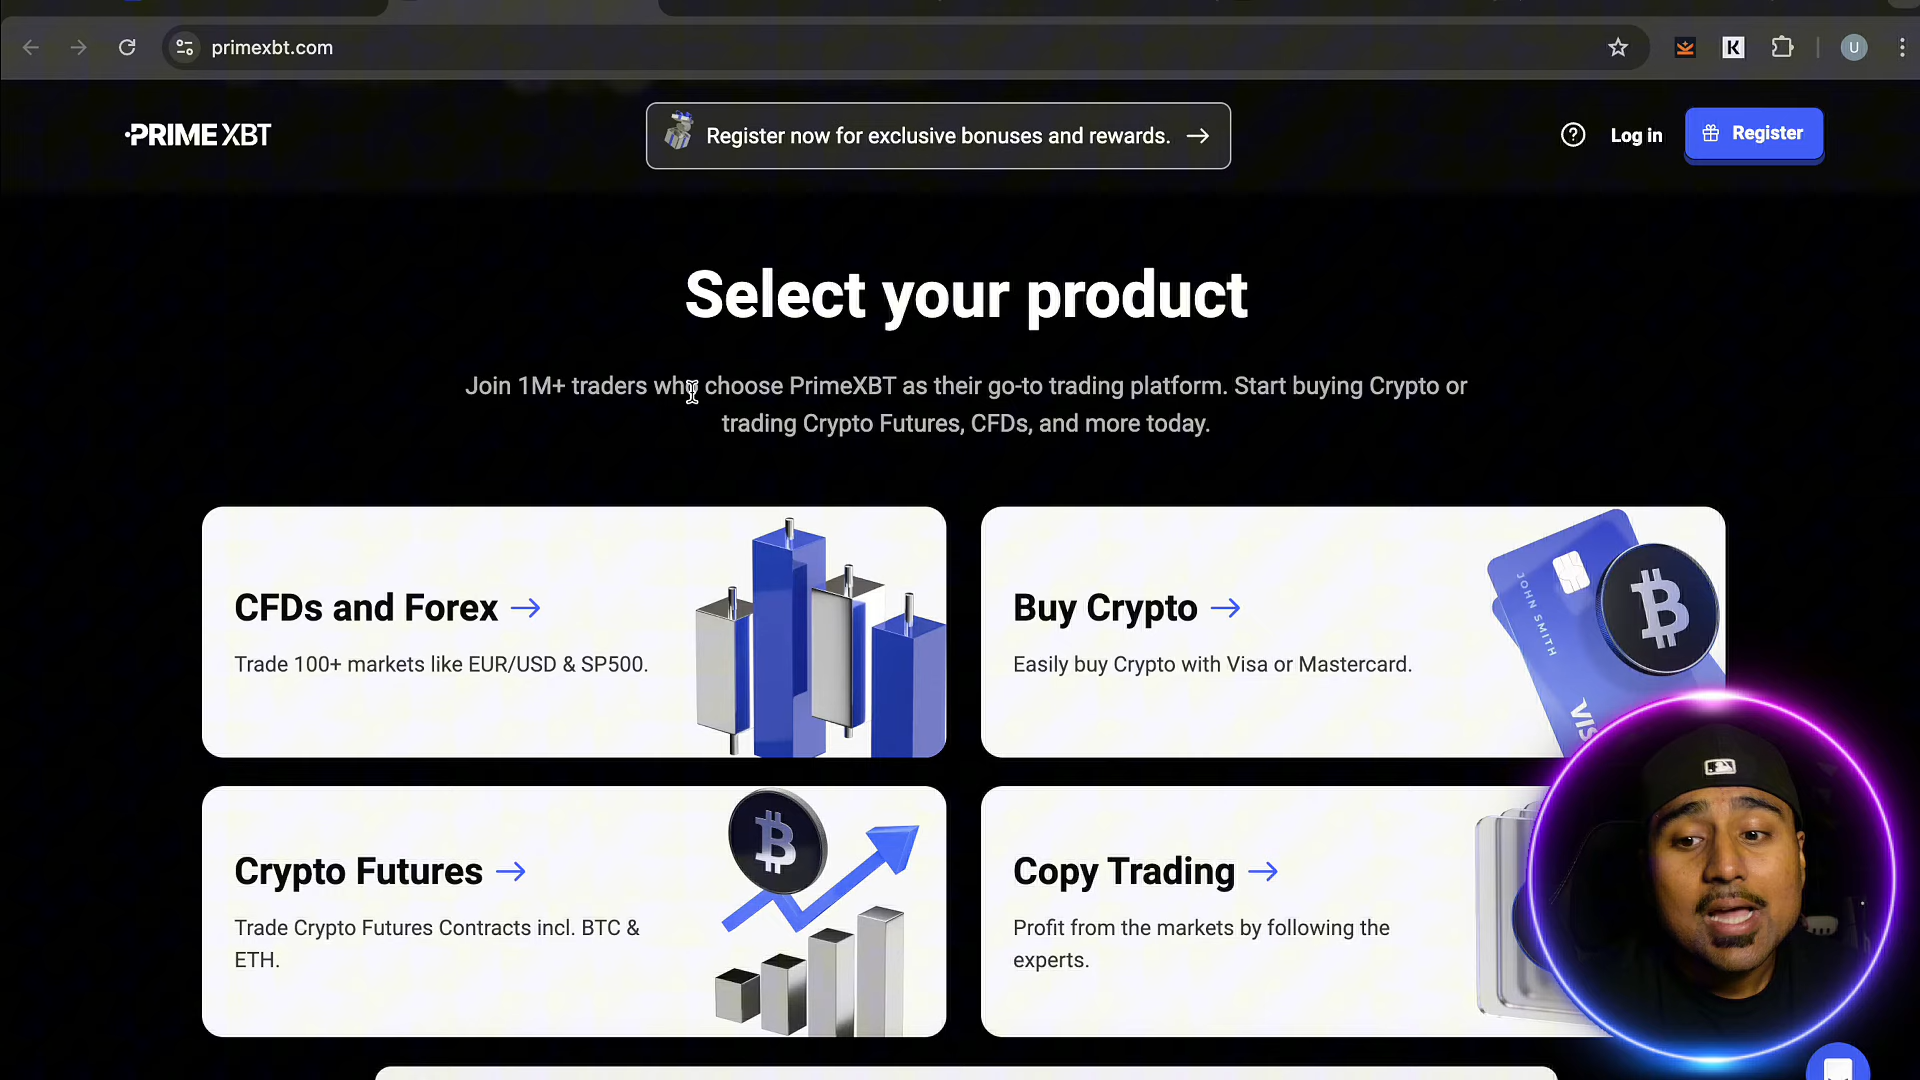 primexbt.com
K
U
PRIME XBT
Register now for exclusive bonuses and rewards.
Log in
Register
Select your product
Join 1M+ traders who choose PrimeXBT as their go-to trading platform. Start buying Crypto or
trading Crypto Futures, CFDs, and more today.
CFDs and Forex
Trade 100+ markets like EUR/USD & SP500.
Buy Crypto
Easily buy Crypto with Visa or Mastercard.
JOHN SMITH
VIS
Crypto Futures
Trade Crypto Futures Contracts incl. BTC &
ETH.
Copy Trading
Profit from the markets by following the
experts.